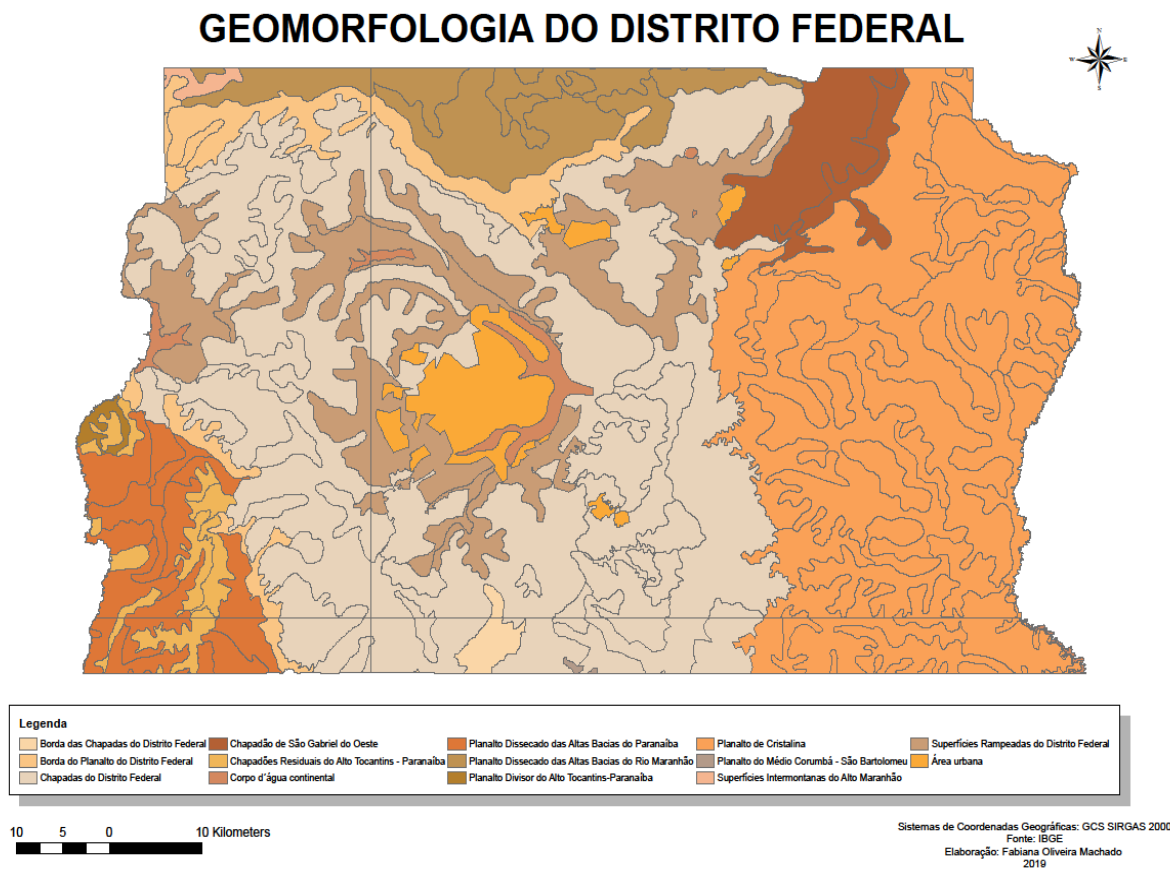 GEOMORFOLOGIA DO DISTRITO FEDERAL
N
W E
S
Legenda
Borda das Chapadas do Distrito Federal
Borda do Planalto do Distrito Federal
Chapadas do Distrito Federal
Chapadão de São Gabriel do Oeste
Chapadões Residuais do Alto Tocantins - Paranaíba
Corpo d'água continental
Planalto Dissecado das Altas Bacias do Paranaíba
Planalto Dissecado das Altas Bacias do Rio Maranhão
Planalto Divisor do Alto Tocantins-Paranaíba
Planalto de Cristalina
Planalto do Médio Corumbá - São Bartolomeu
Superfícies Intermontanas do Alto Maranhão
Superfícies Rampeadas do Distrito Federal
Área urbana
10 5 0 10 Kilometers
Sistemas de Coordenadas Geográficas: GCS SIRGAS 2000
Fonte: IBGE
Elaboração: Fabiana Oliveira Machado
2019